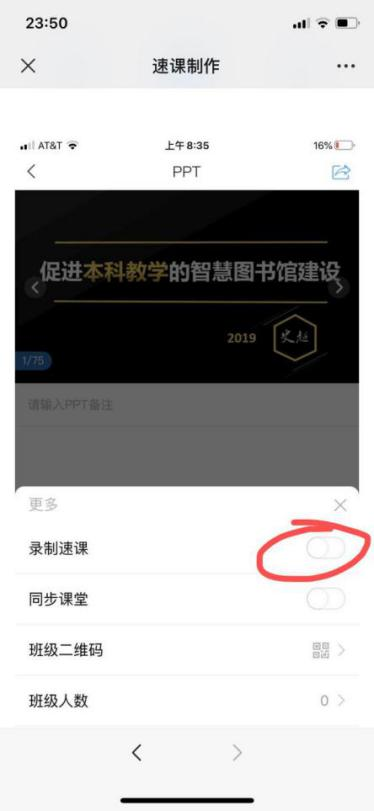 23:50
速课制作
AT&T 上午 8:35 16%
PPT
促进本科教学的智慧图书馆建设
2019 史超
1/75
请输入PPT备注
更多
录制速课
同步课堂
班级二维码
班级人数 0